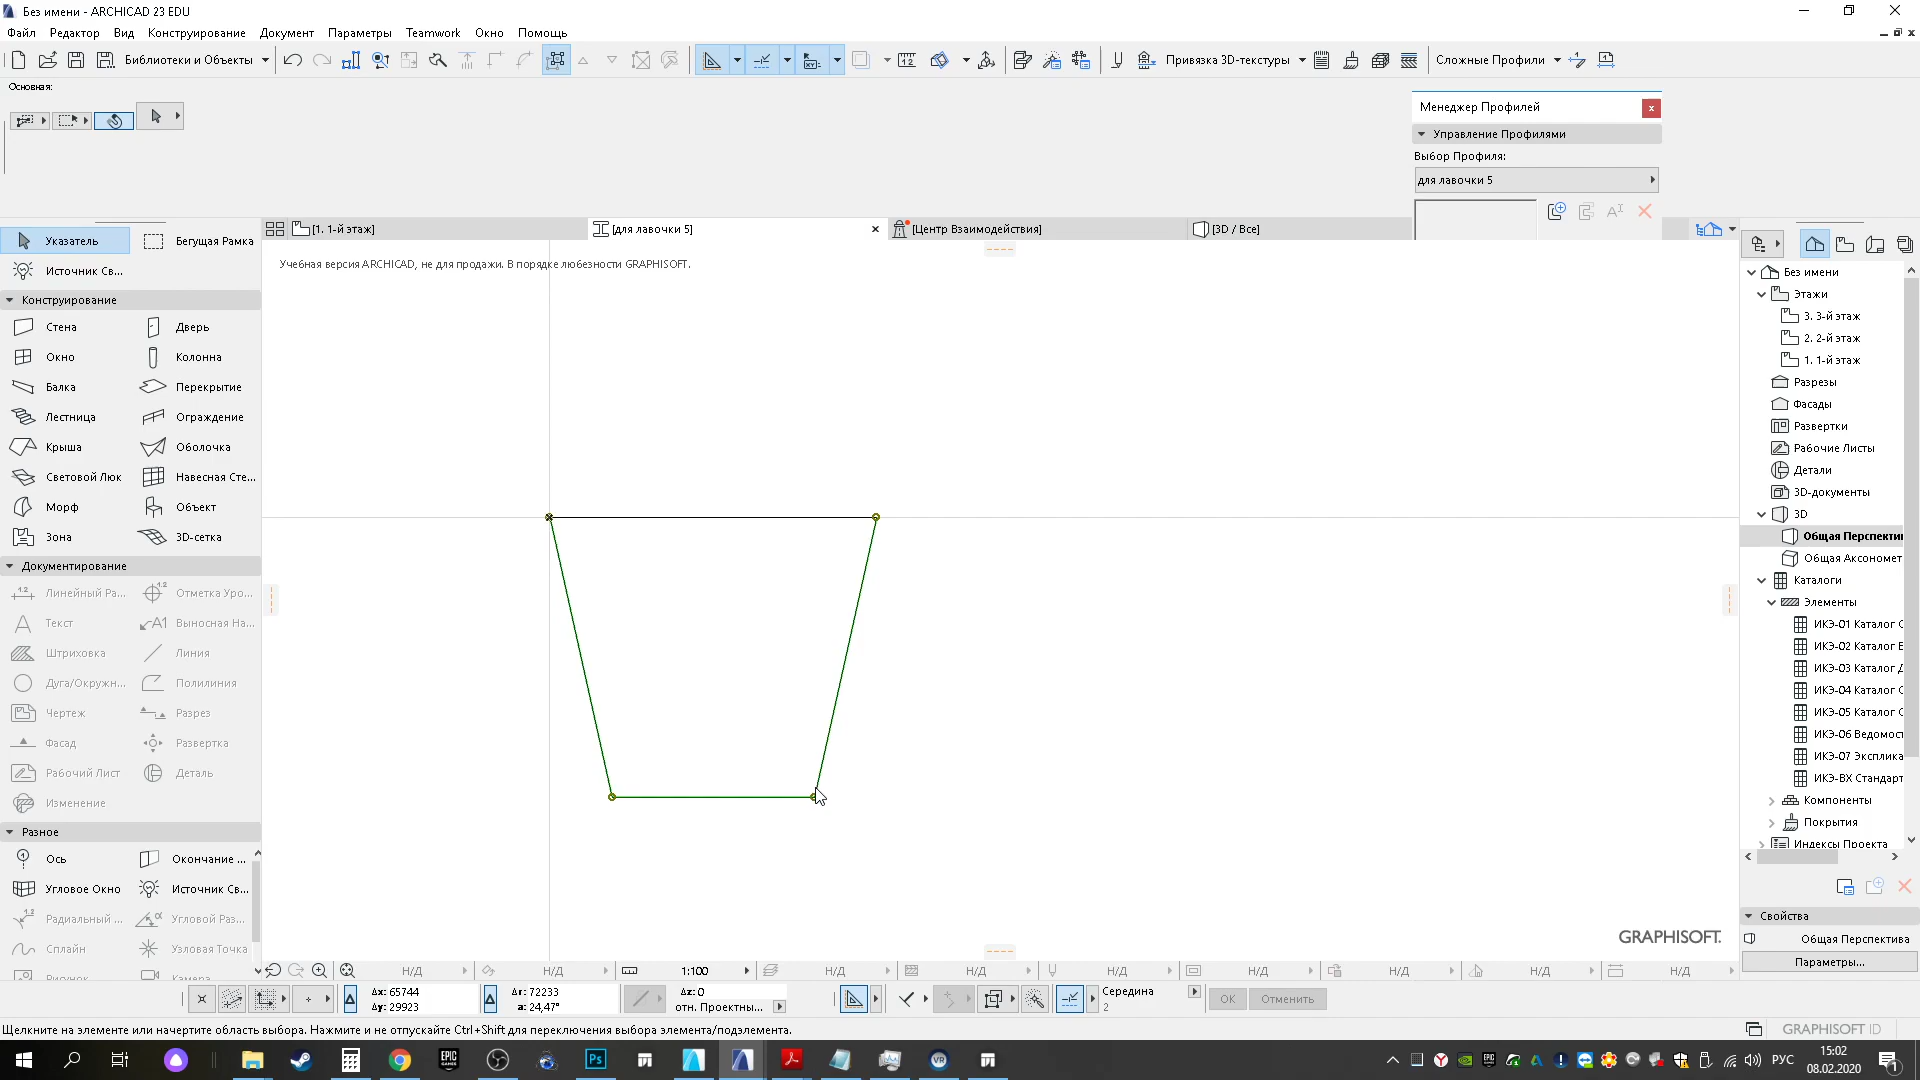 Без имени - ARCHICAD 23 EDU
Файл Редактор Вид Конструирование Документ Параметры Teamwork Окно Помощь
Библиотеки и Объекты
Привязка 3D-текстуры
Сложные Профили
Основная:
Менеджер Профилей
Управление Профилями
Выбор Профиля:
для лавочки 5
[1. 1-й этаж]
[для лавочки 5]
[Центр Взаимодействия]
[3D / Все]
Учебная версия ARCHICAD, не для продажи. В порядке любезности GRAPHISOFT.
Указатель
Бегущая Рамка
Источник Св...
Конструирование
Стена
Дверь
Окно
Колонна
Балка
Перекрытие
Лестница
Ограждение
Крыша
Оболочка
Световой Люк
Навесная Сте...
Морф
Объект
Зона
3D-сетка
Документирование
Линейный Ра...
Отметка Уро...
Текст
Выносная На...
Штриховка
Линия
Дуга/Окружн...
Полилиния
Чертеж
Разрез
Фасад
Развертка
Рабочий Лист
Деталь
Изменение
Разное
Ось
Окончание ...
Угловое Окно
Источник Св...
Радиальный ...
Угловой Раз...
Сплайн
Узловая Точка
Рисунок
Камера
Без имени
Этажи
3. 3-й этаж
2. 2-й этаж
1. 1-й этаж
Разрезы
Фасады
Развертки
Рабочие Листы
Детали
3D-документы
3D
Общая Перспекти
Общая Аксономет
Каталоги
Элементы
ИКЭ-01 Каталог С
ИКЭ-02 Каталог Е
ИКЭ-03 Каталог Д
ИКЭ-04 Каталог С
ИКЭ-05 Каталог С
ИКЭ-06 Ведомост
ИКЭ-07 Эксплика
ИКЭ-ВХ Стандарт
Компоненты
Покрытия
Индексы Проекта
Свойства
Общая Перспектива
Параметры...
GRAPHISOFT.
Н/Д Н/Д 1:100 Н/Д Н/Д Н/Д Н/Д Н/Д Н/Д Н/Д
Δx: 65744
Δy: 29923
Δr: 72233
a: 24,47°
Δz: 0
отн. Проектны...
Середина
2
ОК
Отменить
Щелкните на элементе или начертите область выбора. Нажмите и не отпускайте Ctrl+Shift для переключения выбора элемента/подэлемента.
GRAPHISOFT ID
РУС
15:02
08.02.2020